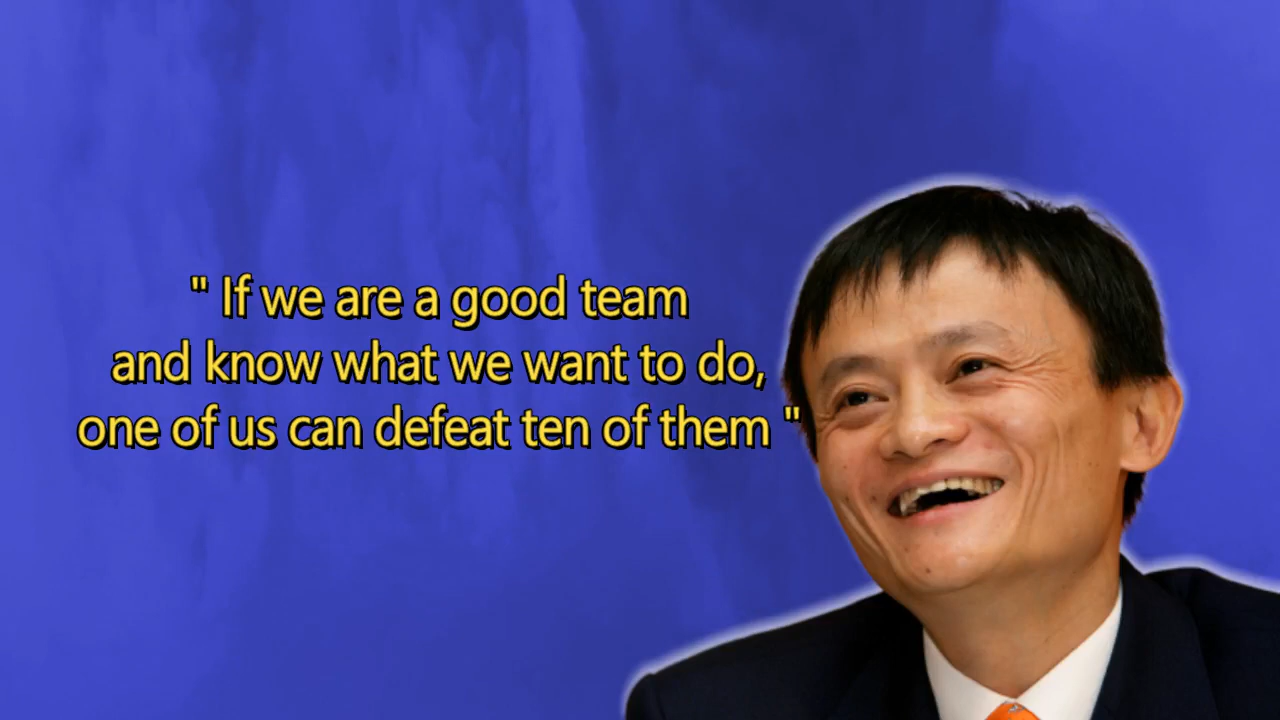 " If we are a good team
and know what we want to do,
one of us can defeat ten of them "